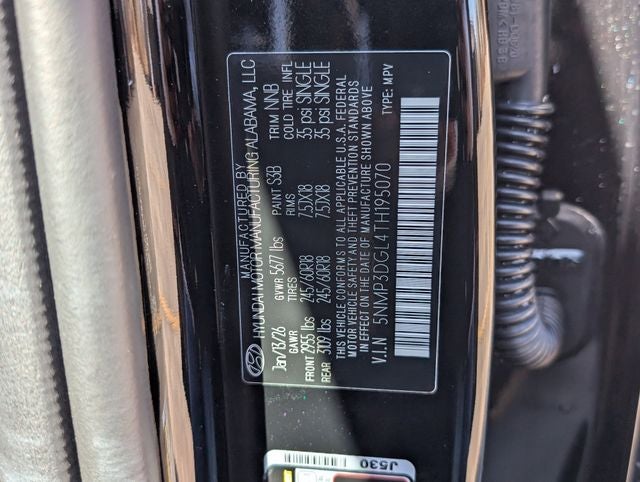 MANUFACTURED BY
HYUNDAI MOTOR MANUFACTURING ALABAMA, LLC
Jan/13/26 GVWR 5677 lbs PAINT S3B TRIM NNB
GAWR TIRES RIMS COLD TIRE INFL
FRONT 2955 lbs 245/60R18 7.5JX18 35 psi SINGLE
REAR 3109 lbs 245/60R18 7.5JX18 35 psi SINGLE
THIS VEHICLE CONFORMS TO ALL APPLICABLE U.S.A. FEDERAL
MOTOR VEHICLE SAFETY AND THEFT PREVENTION STANDARDS
IN EFFECT ON THE DATE OF MANUFACTURE SHOWN ABOVE
V.I.N 5NMP3DGL4TH195070 TYPE: MPV
J530